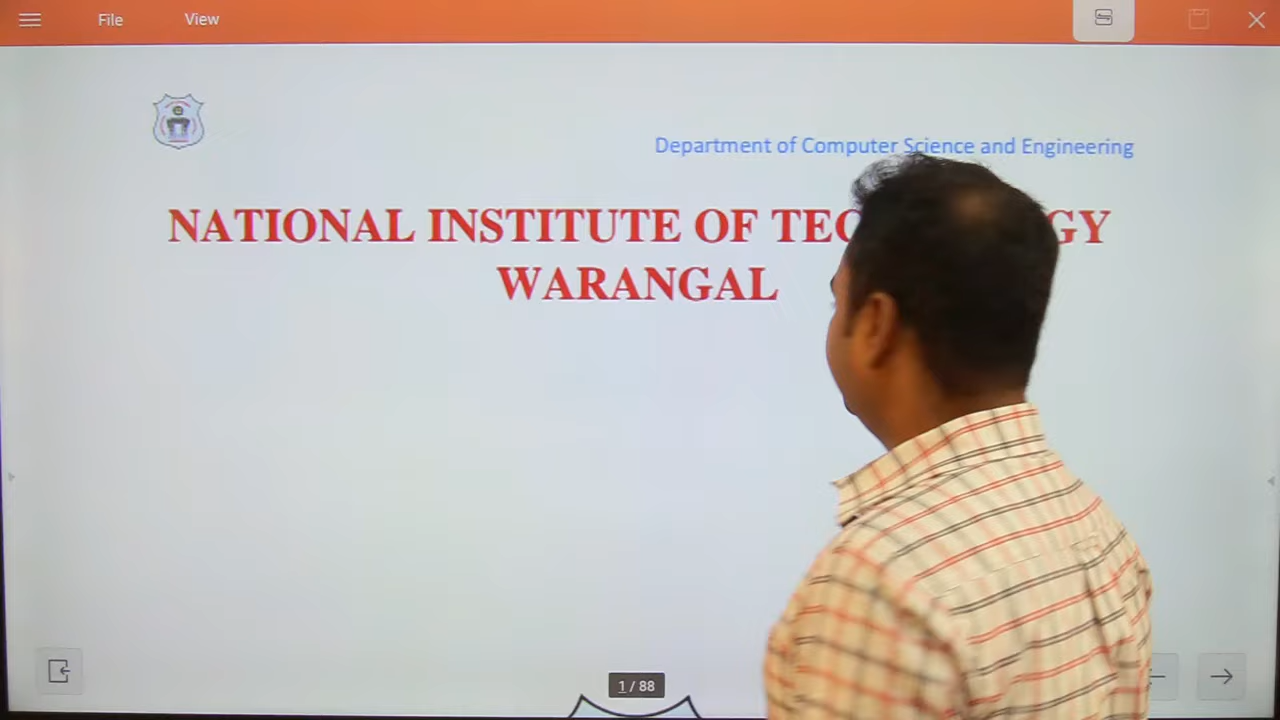 File
View
Department of Computer Science and Engineering
NATIONAL INSTITUTE OF
WARANGAL
1 / 88